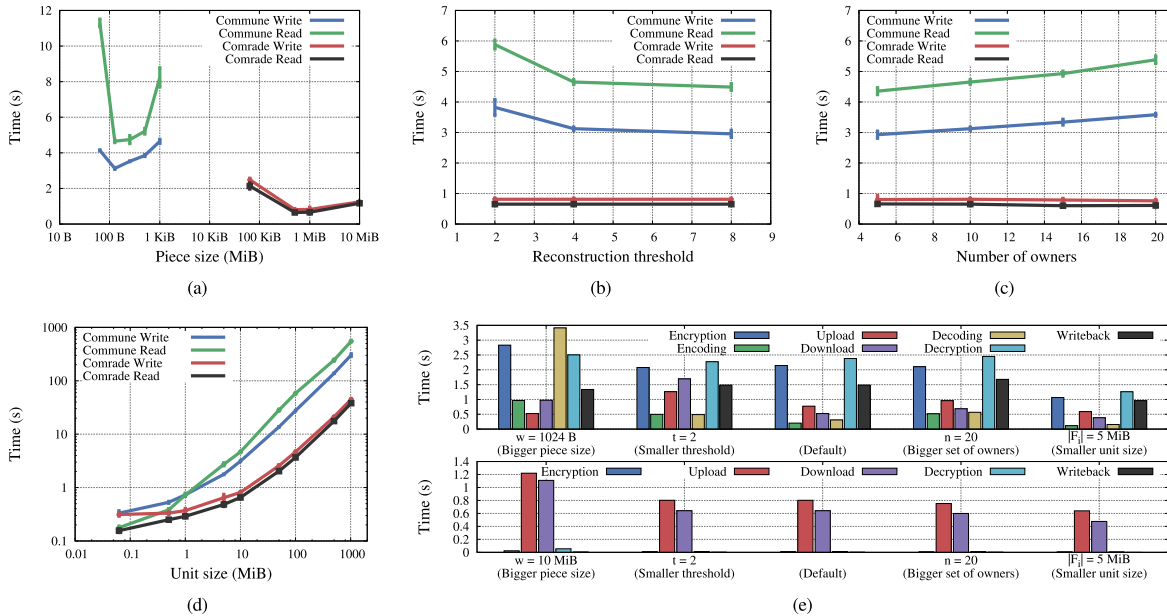 Time (s)
12
10
8
6
4
2
0
Commune Write
Commune Read
Comrade Write
Comrade Read
10 B 100 B 1 KiB 10 KiB 100 KiB 1 MiB 10 MiB
Piece size (MiB)
(a)
Time (s)
7
6
5
4
3
2
1
0
Commune Write
Commune Read
Comrade Write
Comrade Read
1 2 3 4 5 6 7 8 9
Reconstruction threshold
(b)
Time (s)
7
6
5
4
3
2
1
0
Commune Write
Commune Read
Comrade Write
Comrade Read
4 6 8 10 12 14 16 18 20
Number of owners
(c)
Time (s)
1000
100
10
1
0.1
Commune Write
Commune Read
Comrade Write
Comrade Read
0.01 0.1 1 10 100 1000
Unit size (MiB)
(d)
Time (s)
3.5
3
2.5
2
1.5
1
0.5
0
Encryption Upload Decoding Writeback
Encoding Download Decryption
w = 1024 B t = 2 n = 20 |F_i| = 5 MiB
(Bigger piece size) (Smaller threshold) (Default) (Bigger set of owners) (Smaller unit size)
Time (s)
1.4
1.2
1.0
0.8
0.6
0.4
0.2
0
Encryption Upload Download Decryption Writeback
w = 10 MiB t = 2 n = 20 |F_i| = 5 MiB
(Bigger piece size) (Smaller threshold) (Default) (Bigger set of owners) (Smaller unit size)
(e)